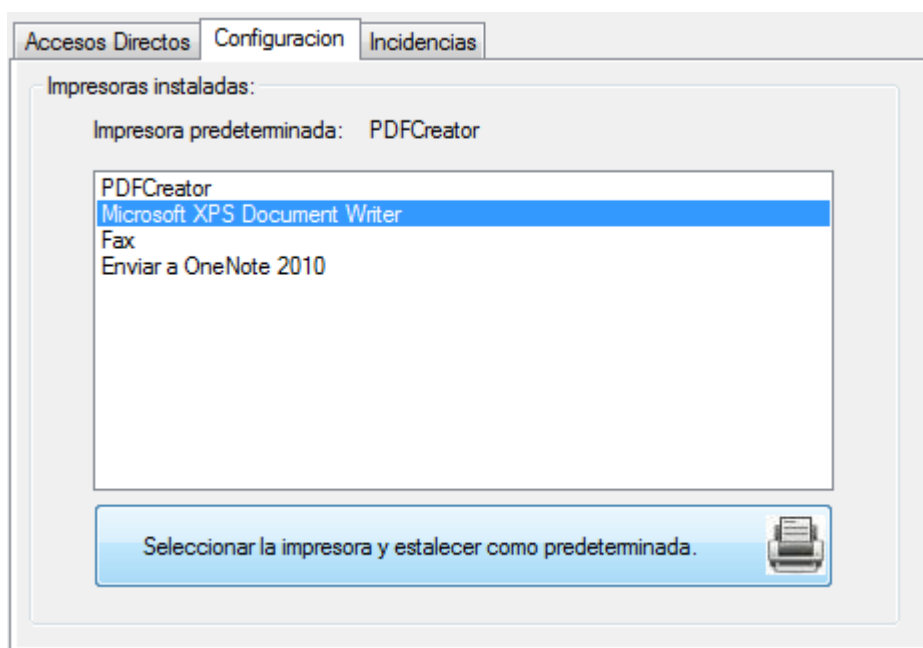 Accesos Directos Configuracion Incidencias
Impresoras instaladas:
Impresora predeterminada: PDFCreator
PDFCreator
Microsoft XPS Document Writer
Fax
Enviar a OneNote 2010
Seleccionar la impresora y estalecer como predeterminada.